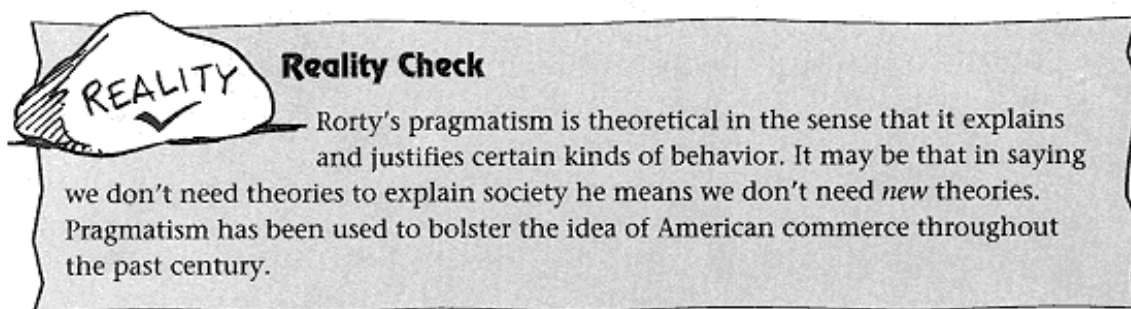 REALITY
Reality Check
Rorty's pragmatism is theoretical in the sense that it explains
and justifies certain kinds of behavior. It may be that in saying
we don't need theories to explain society he means we don't need new theories.
Pragmatism has been used to bolster the idea of American commerce throughout
the past century.